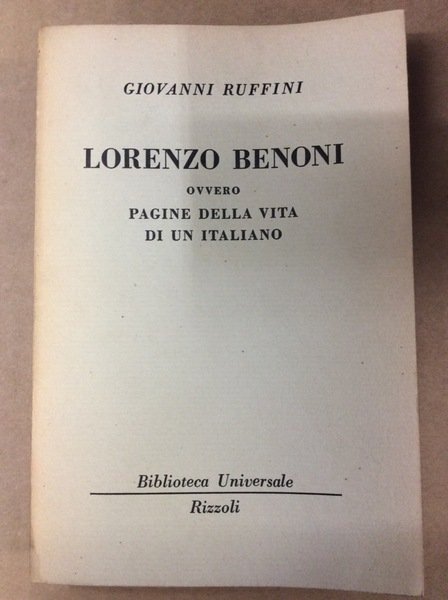 GIOVANNI RUFFINI
LORENZO BENONI
OVVERO
PAGINE DELLA VITA
DI UN ITALIANO
Biblioteca Universale
Rizzoli